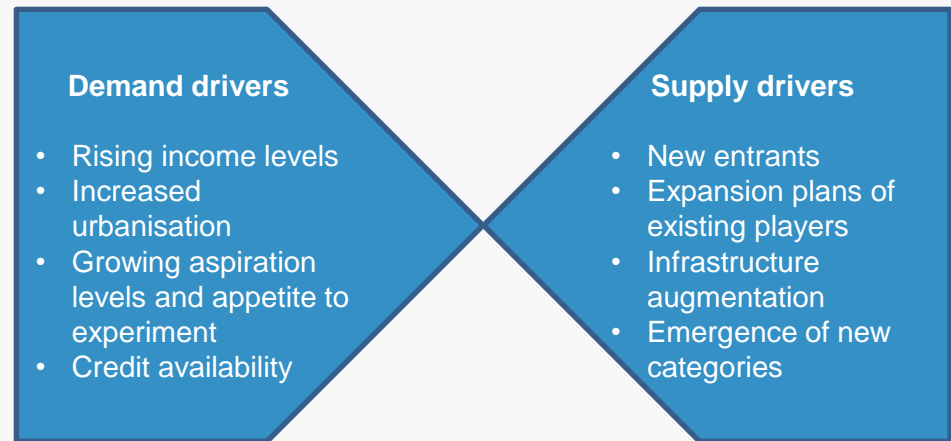 Demand drivers
• Rising income levels
• Increased
urbanisation
• Growing aspiration
levels and appetite to
experiment
• Credit availability
Supply drivers
• New entrants
• Expansion plans of
existing players
• Infrastructure
augmentation
• Emergence of new
categories